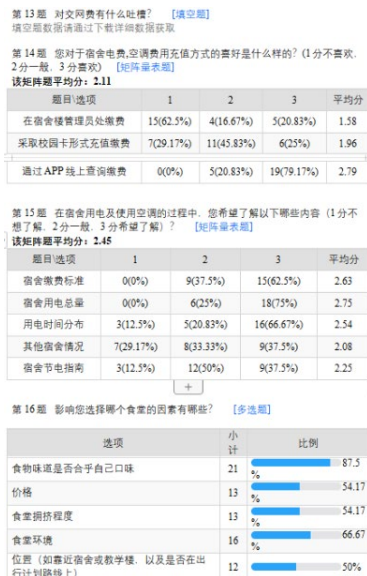 第 13 题 对交网费有什么吐槽? [填空题]
填空题数据请通过下载详细数据获取
第 14 题 您对于宿舍电费,空调费用充值方式的喜好是什么样的? (1 分不喜欢.
2 分一般. 3 分喜欢) [矩阵量表题]
该矩阵题平均分: 2.11
题目\选项 1 2 3 平均分
在宿舍楼管理员处缴费 15(62.5%) 4(16.67%) 5(20.83%) 1.58
采取校园卡形式充值缴费 7(29.17%) 11(45.83%) 6(25%) 1.96
通过 APP 线上查询缴费 0(0%) 5(20.83%) 19(79.17%) 2.79
第 15 题 在宿舍用电及使用空调的过程中. 您希望了解以下哪些内容 (1 分不
想了解. 2 分一般. 3 分希望了解) ? [矩阵量表题]
该矩阵题平均分: 2.45
题目\选项 1 2 3 平均分
宿舍缴费标准 0(0%) 9(37.5%) 15(62.5%) 2.63
宿舍用电总量 0(0%) 6(25%) 18(75%) 2.75
用电时间分布 3(12.5%) 5(20.83%) 16(66.67%) 2.54
其他宿舍情况 7(29.17%) 8(33.33%) 9(37.5%) 2.08
宿舍节电指南 3(12.5%) 12(50%) 9(37.5%) 2.25
+
第 16 题 影响您选择哪个食堂的因素有哪些? [多选题]
选项 小计 比例
食物味道是否合乎自己口味 21 87.5%
价格 13 54.17%
食堂拥挤程度 13 54.17%
食堂环境 16 66.67%
位置 (如靠近宿舍或教学楼. 以及是否在出
行计划路线上) 12 50%